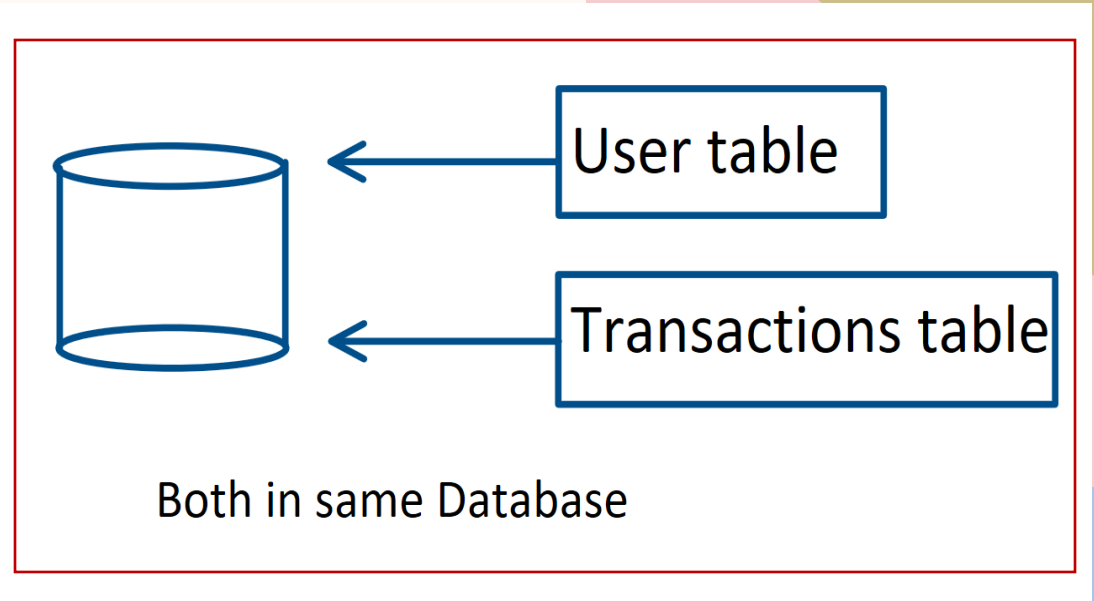 User table
Transactions table
Both in same Database